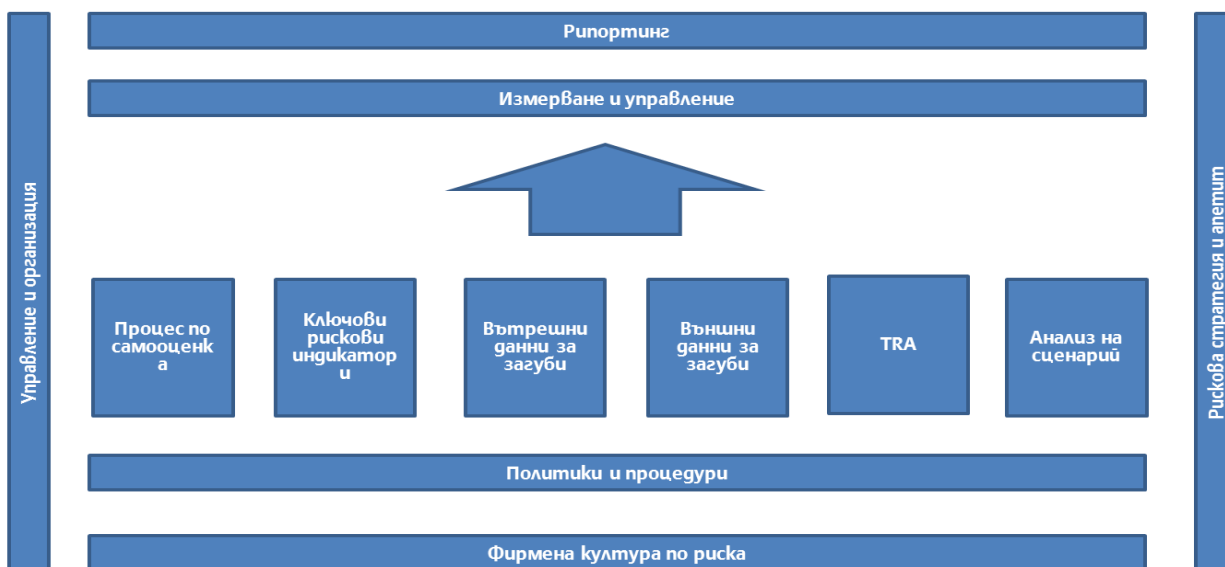 Рипортинг
Измерване и управление
Управление и организация
Рискова стратегия и апетит
Процес по
самооценк
а
Ключови
рискови
индикатор
и
Вътрешни
данни за
загуби
Външни
данни за
загуби
TRA
Анализ на
сценарий
Политики и процедури
Фирмена култура по риска